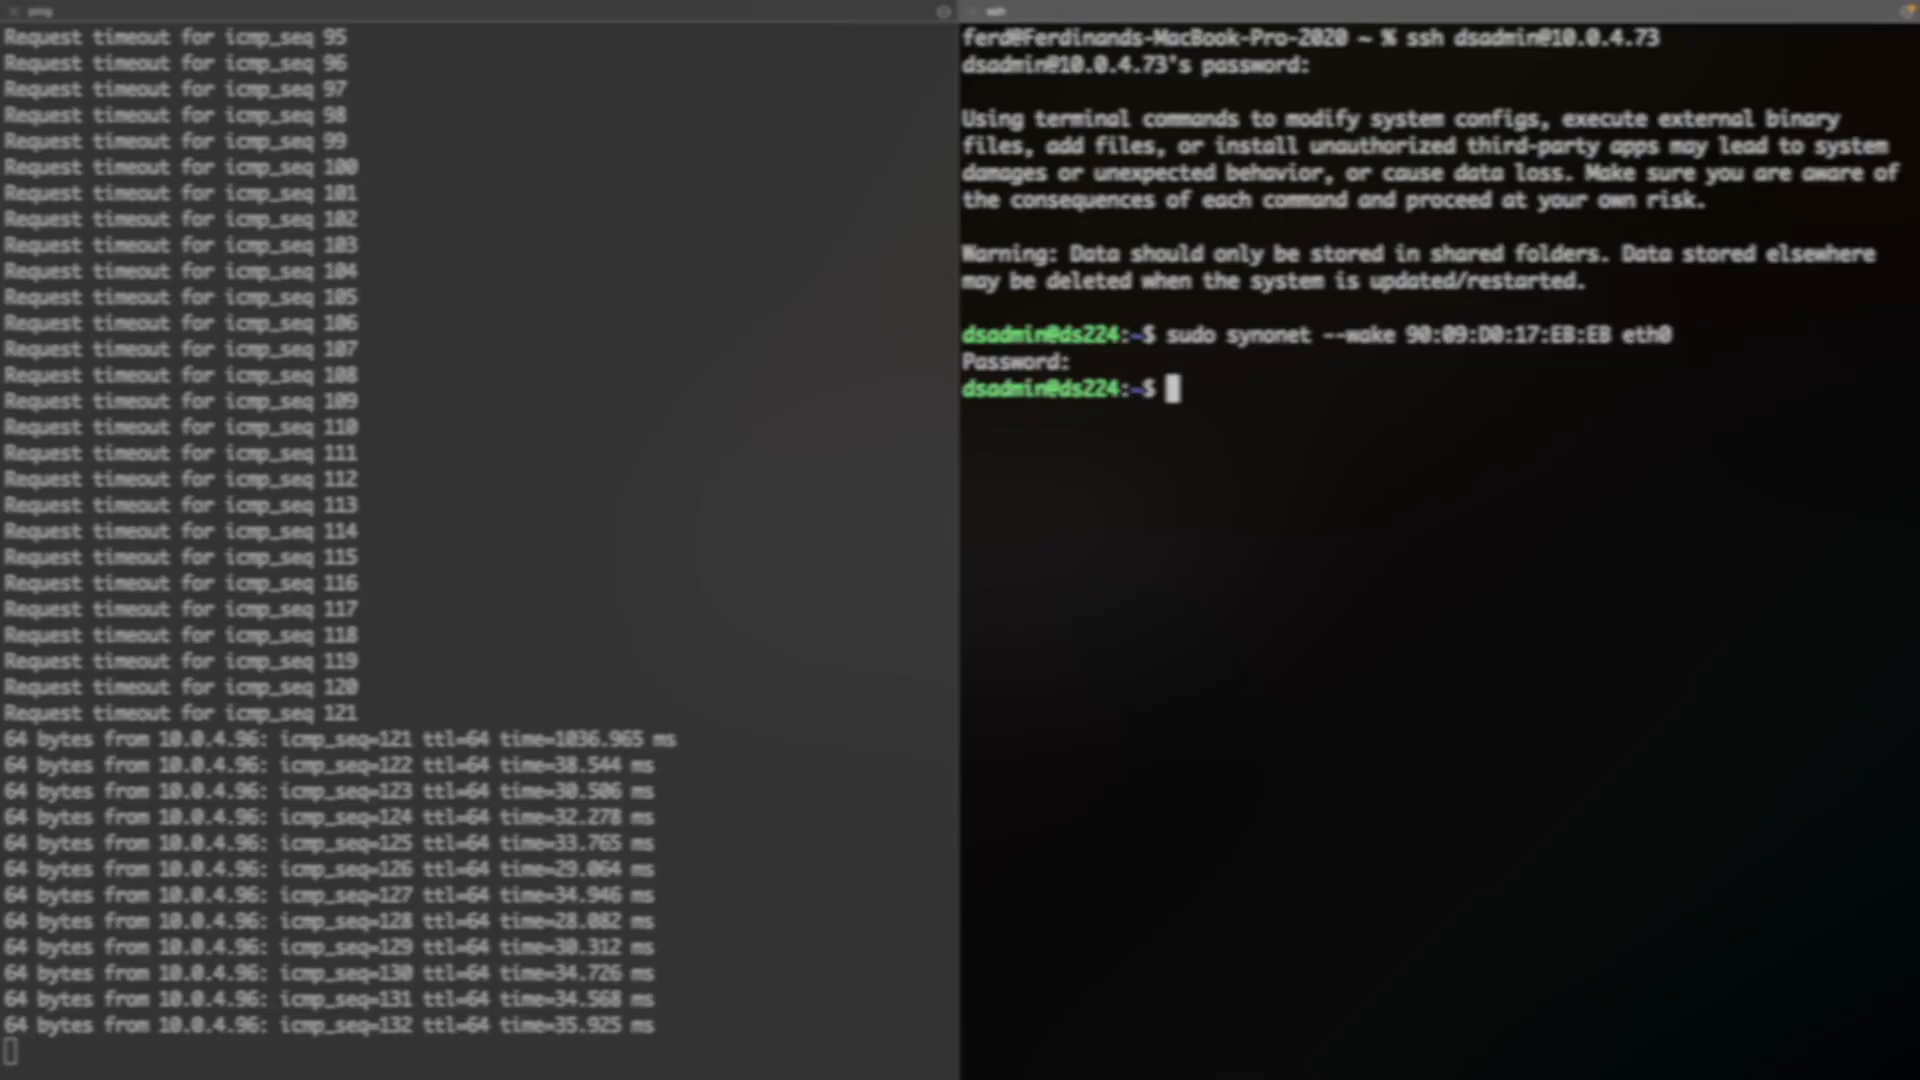 ping
ssh
Request timeout for icmp_seq 95
Request timeout for icmp_seq 96
Request timeout for icmp_seq 97
Request timeout for icmp_seq 98
Request timeout for icmp_seq 99
Request timeout for icmp_seq 100
Request timeout for icmp_seq 101
Request timeout for icmp_seq 102
Request timeout for icmp_seq 103
Request timeout for icmp_seq 104
Request timeout for icmp_seq 105
Request timeout for icmp_seq 106
Request timeout for icmp_seq 107
Request timeout for icmp_seq 108
Request timeout for icmp_seq 109
Request timeout for icmp_seq 110
Request timeout for icmp_seq 111
Request timeout for icmp_seq 112
Request timeout for icmp_seq 113
Request timeout for icmp_seq 114
Request timeout for icmp_seq 115
Request timeout for icmp_seq 116
Request timeout for icmp_seq 117
Request timeout for icmp_seq 118
Request timeout for icmp_seq 119
Request timeout for icmp_seq 120
Request timeout for icmp_seq 121
64 bytes from 10.0.4.96: icmp_seq=121 ttl=64 time=1036.965 ms
64 bytes from 10.0.4.96: icmp_seq=122 ttl=64 time=38.544 ms
64 bytes from 10.0.4.96: icmp_seq=123 ttl=64 time=30.506 ms
64 bytes from 10.0.4.96: icmp_seq=124 ttl=64 time=32.278 ms
64 bytes from 10.0.4.96: icmp_seq=125 ttl=64 time=33.765 ms
64 bytes from 10.0.4.96: icmp_seq=126 ttl=64 time=29.064 ms
64 bytes from 10.0.4.96: icmp_seq=127 ttl=64 time=34.946 ms
64 bytes from 10.0.4.96: icmp_seq=128 ttl=64 time=28.082 ms
64 bytes from 10.0.4.96: icmp_seq=129 ttl=64 time=30.312 ms
64 bytes from 10.0.4.96: icmp_seq=130 ttl=64 time=34.726 ms
64 bytes from 10.0.4.96: icmp_seq=131 ttl=64 time=34.568 ms
64 bytes from 10.0.4.96: icmp_seq=132 ttl=64 time=35.925 ms
ferd@Ferdinands-MacBook-Pro-2020 ~ % ssh dsadmin@10.0.4.73
dsadmin@10.0.4.73's password:
Using terminal commands to modify system configs, execute external binary
files, add files, or install unauthorized third-party apps may lead to system
damages or unexpected behavior, or cause data loss. Make sure you are aware of
the consequences of each command and proceed at your own risk.
Warning: Data should only be stored in shared folders. Data stored elsewhere
may be deleted when the system is updated/restarted.
dsadmin@ds224:~$ sudo synonet --wake 90:09:D0:17:EB:EB eth0
Password:
dsadmin@ds224:~$